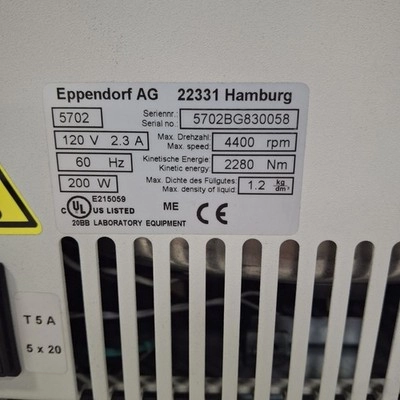 Eppendorf AG 22331 Hamburg
5702 Seriennr.: Serial no.: 5702BG830058
120 V 2.3 A Max. Drehzahl: Max. speed: 4400 rpm
60 Hz Kinetische Energie: Kinetic energy: 2280 Nm
200 W Max. Dichte des Füllgutes: Max. density of liquid: 1.2 kg/dm³
E215059
C UL US LISTED ME CE
20BB LABORATORY EQUIPMENT
T 5 A
5 x 20